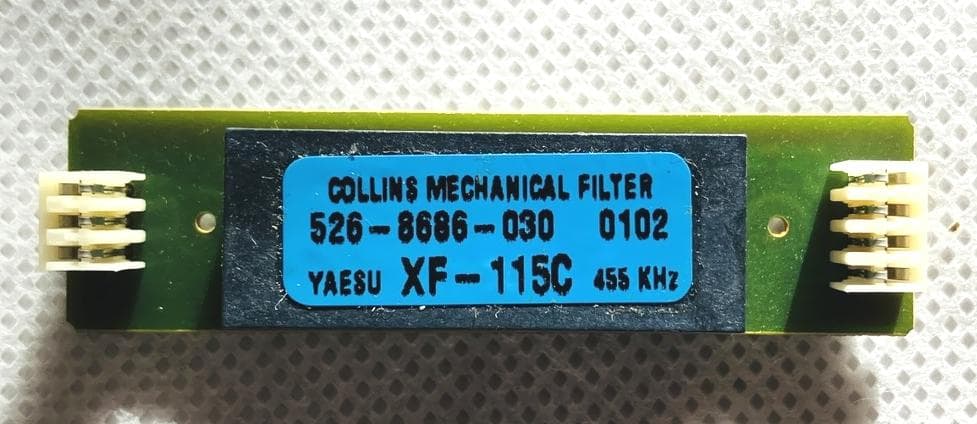 COLLINS MECHANICAL FILTER
526-8686-030 0102
YAESU XF-115C 455 KHz